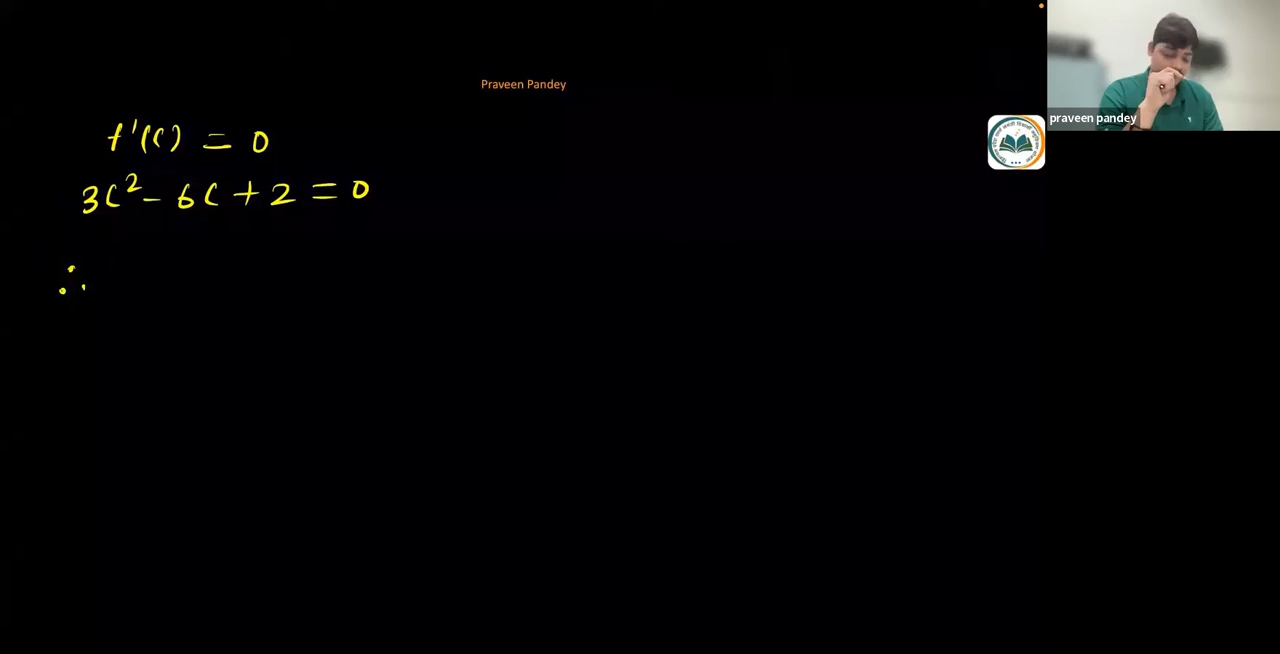 Praveen Pandey
praveen pandey
f'(c) = 0
3c² - 6c + 2 = 0
∴